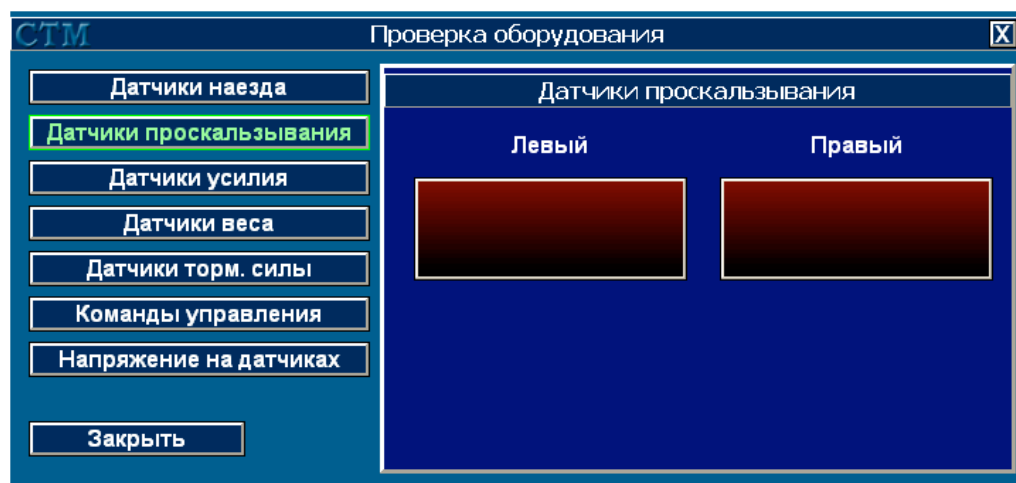 СТМ
Проверка оборудования
X
Датчики наезда
Датчики проскальзывания
Датчики усилия
Датчики веса
Датчики торм. силы
Команды управления
Напряжение на датчиках
Закрыть
Датчики проскальзывания
Левый
Правый